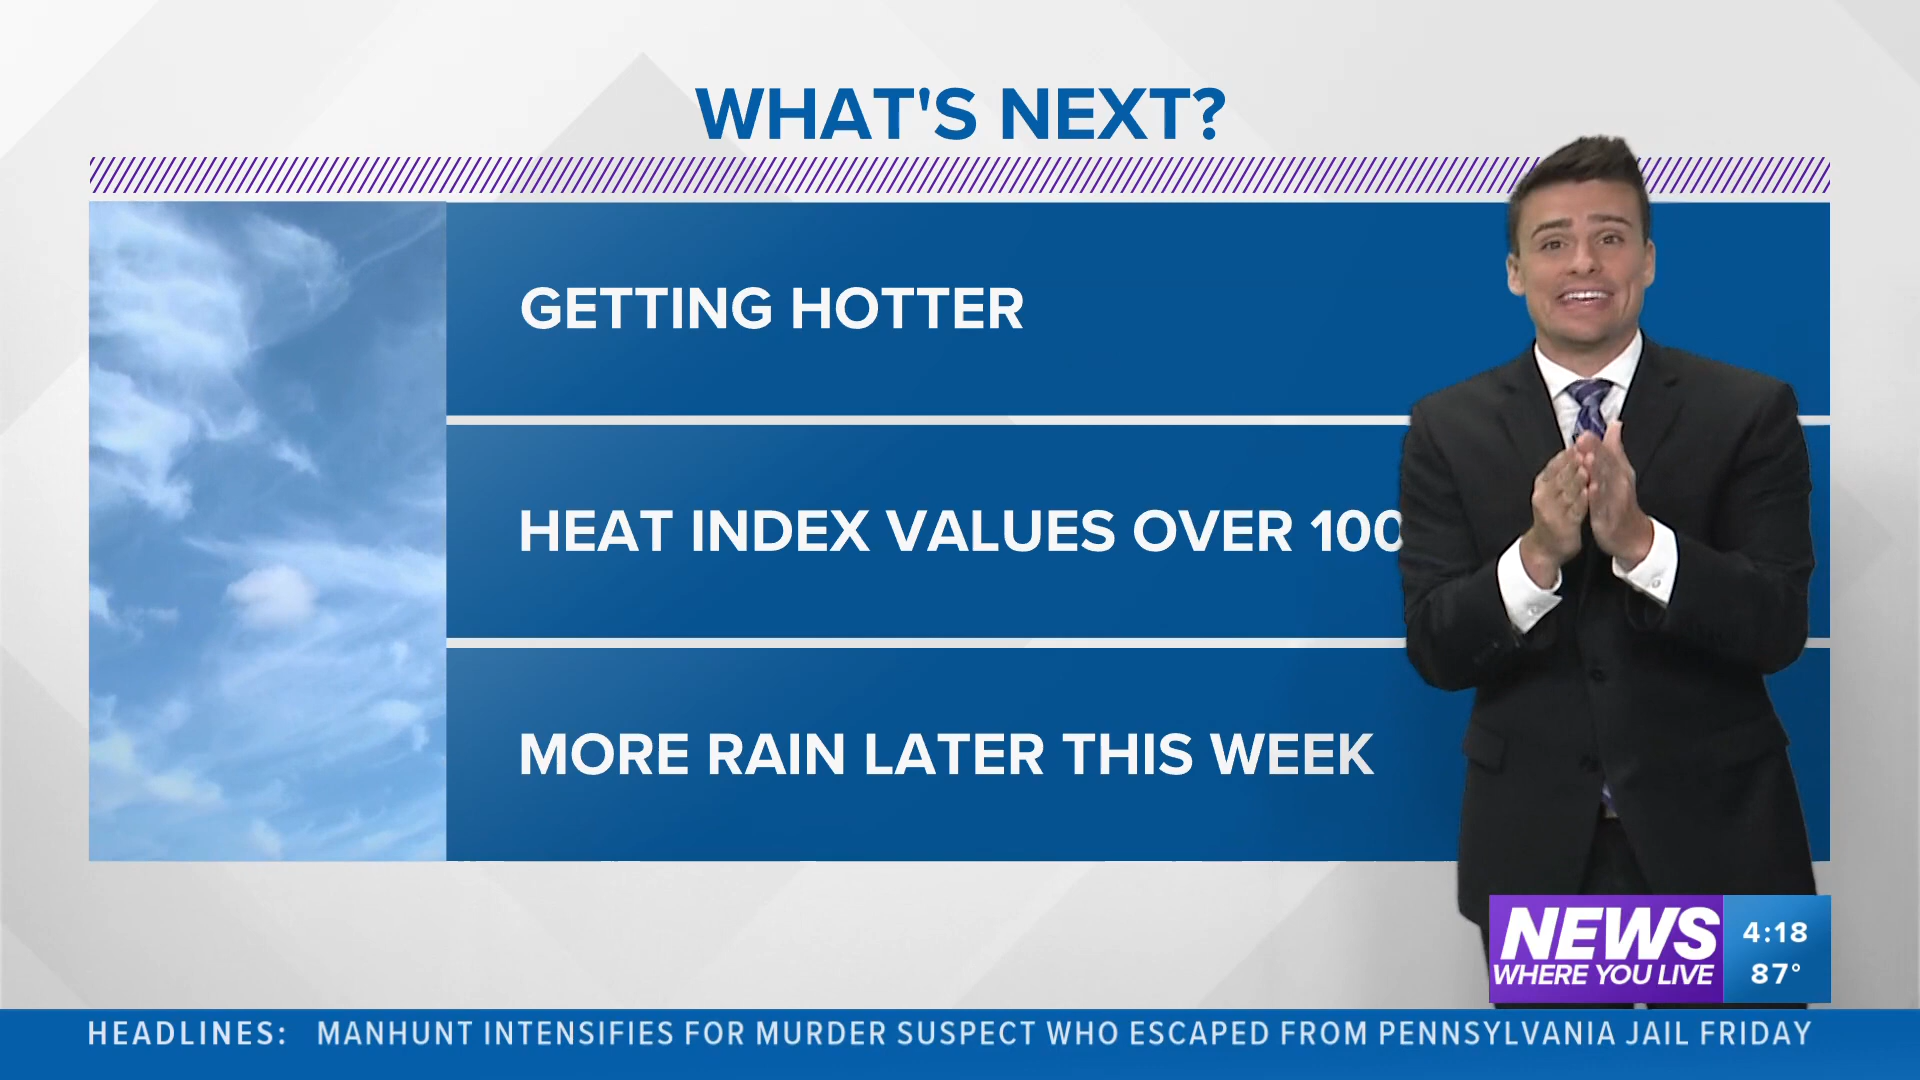 WHAT'S NEXT?
GETTING HOTTER
HEAT INDEX VALUES OVER 100
MORE RAIN LATER THIS WEEK
NEWS
WHERE YOU LIVE
4:18
87°
HEADLINES: MANHUNT INTENSIFIES FOR MURDER SUSPECT WHO ESCAPED FROM PENNSYLVANIA JAIL FRIDAY